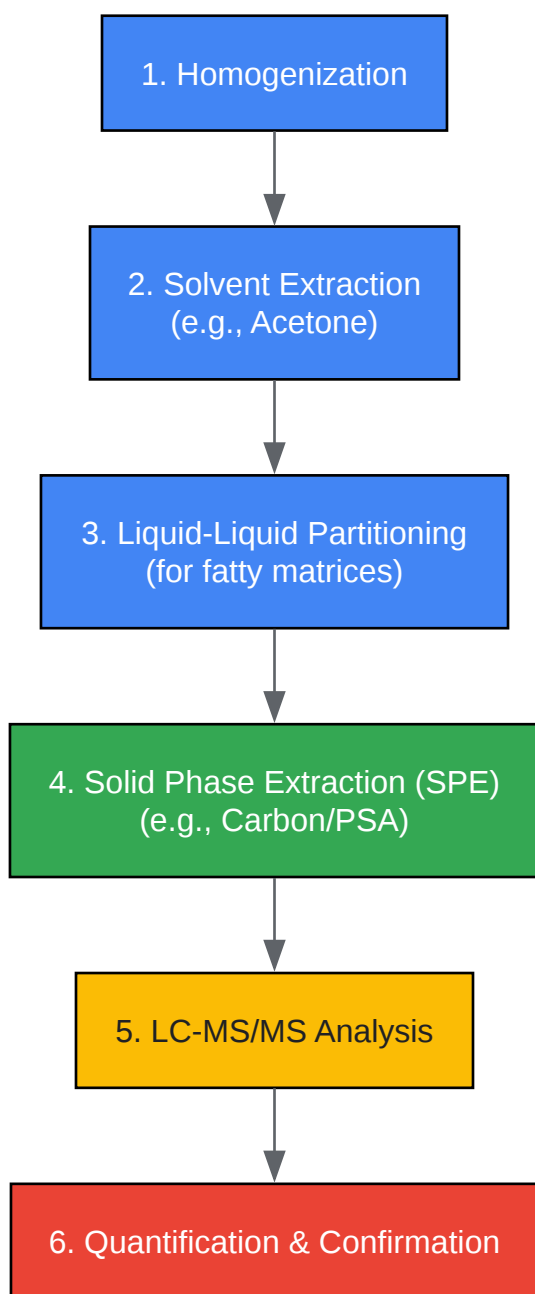 1. Homogenization
2. Solvent Extraction
(e.g., Acetone)
3. Liquid-Liquid Partitioning
(for fatty matrices)
4. Solid Phase Extraction (SPE)
(e.g., Carbon/PSA)
5. LC-MS/MS Analysis
6. Quantification & Confirmation